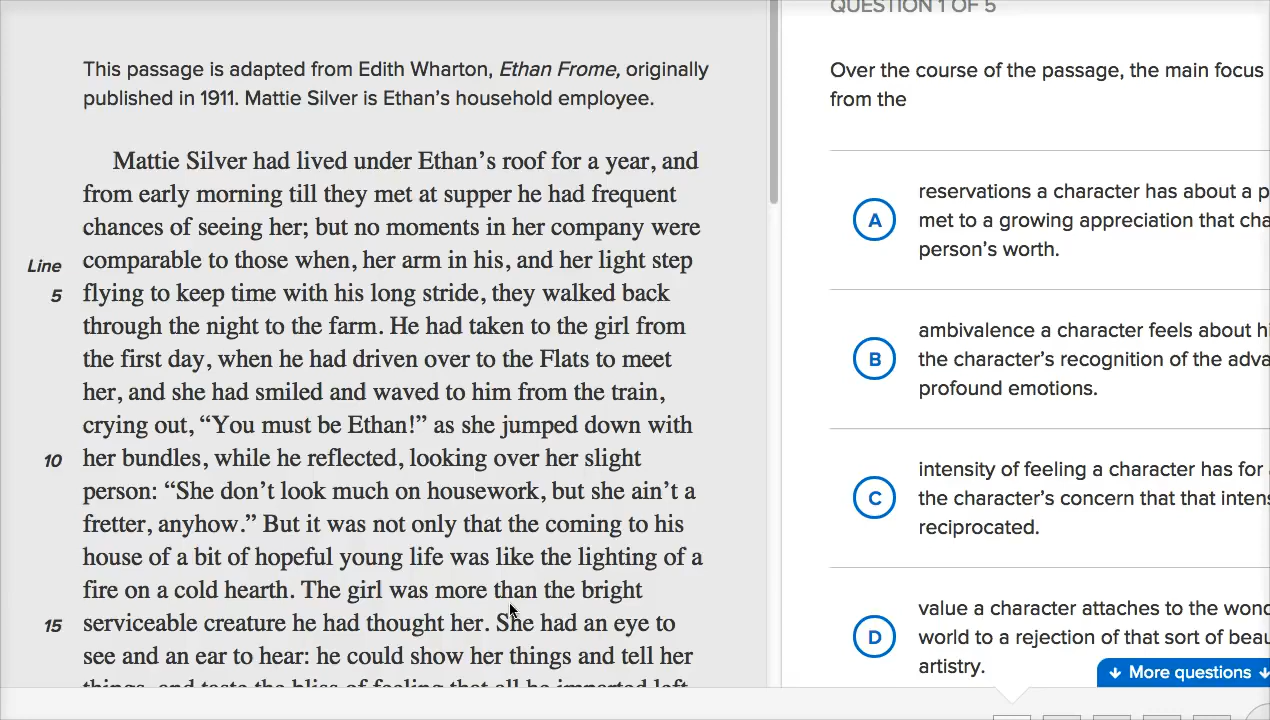 This passage is adapted from Edith Wharton, Ethan Frome, originally
published in 1911. Mattie Silver is Ethan’s household employee.
Mattie Silver had lived under Ethan’s roof for a year, and
from early morning till they met at supper he had frequent
chances of seeing her; but no moments in her company were
Line comparable to those when, her arm in his, and her light step
5 flying to keep time with his long stride, they walked back
through the night to the farm. He had taken to the girl from
the first day, when he had driven over to the Flats to meet
her, and she had smiled and waved to him from the train,
crying out, “You must be Ethan!” as she jumped down with
10 her bundles, while he reflected, looking over her slight
person: “She don’t look much on housework, but she ain’t a
fretter, anyhow.” But it was not only that the coming to his
house of a bit of hopeful young life was like the lighting of a
fire on a cold hearth. The girl was more than the bright
15 serviceable creature he had thought her. She had an eye to
see and an ear to hear: he could show her things and tell her
things, and taste the bliss of feeling that all he imparted left
QUESTION 1 OF 5
Over the course of the passage, the main focus
from the
A
reservations a character has about a
met to a growing appreciation that
person’s worth.
B
ambivalence a character feels about
the character’s recognition of the
profound emotions.
C
intensity of feeling a character has for
the character’s concern that that
reciprocated.
D
value a character attaches to the
world to a rejection of that sort of
artistry.
More questions